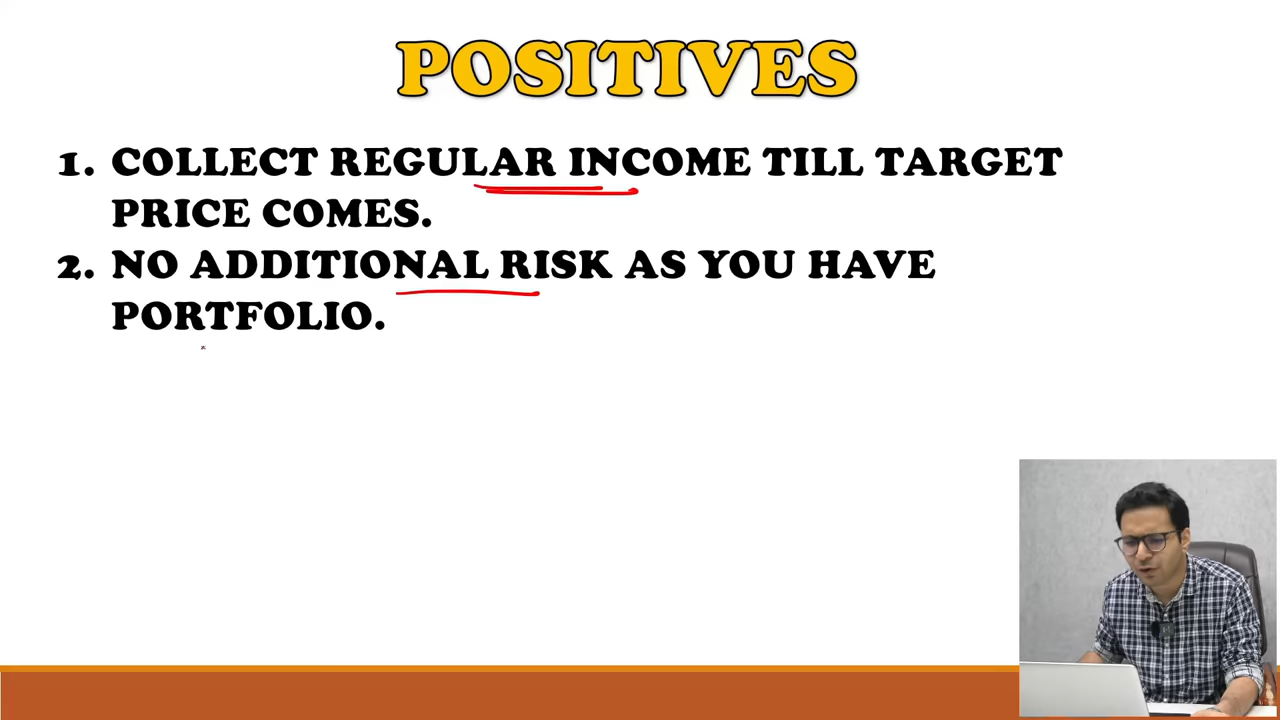 POSITIVES
1. COLLECT REGULAR INCOME TILL TARGET
PRICE COMES.
2. NO ADDITIONAL RISK AS YOU HAVE
PORTFOLIO.